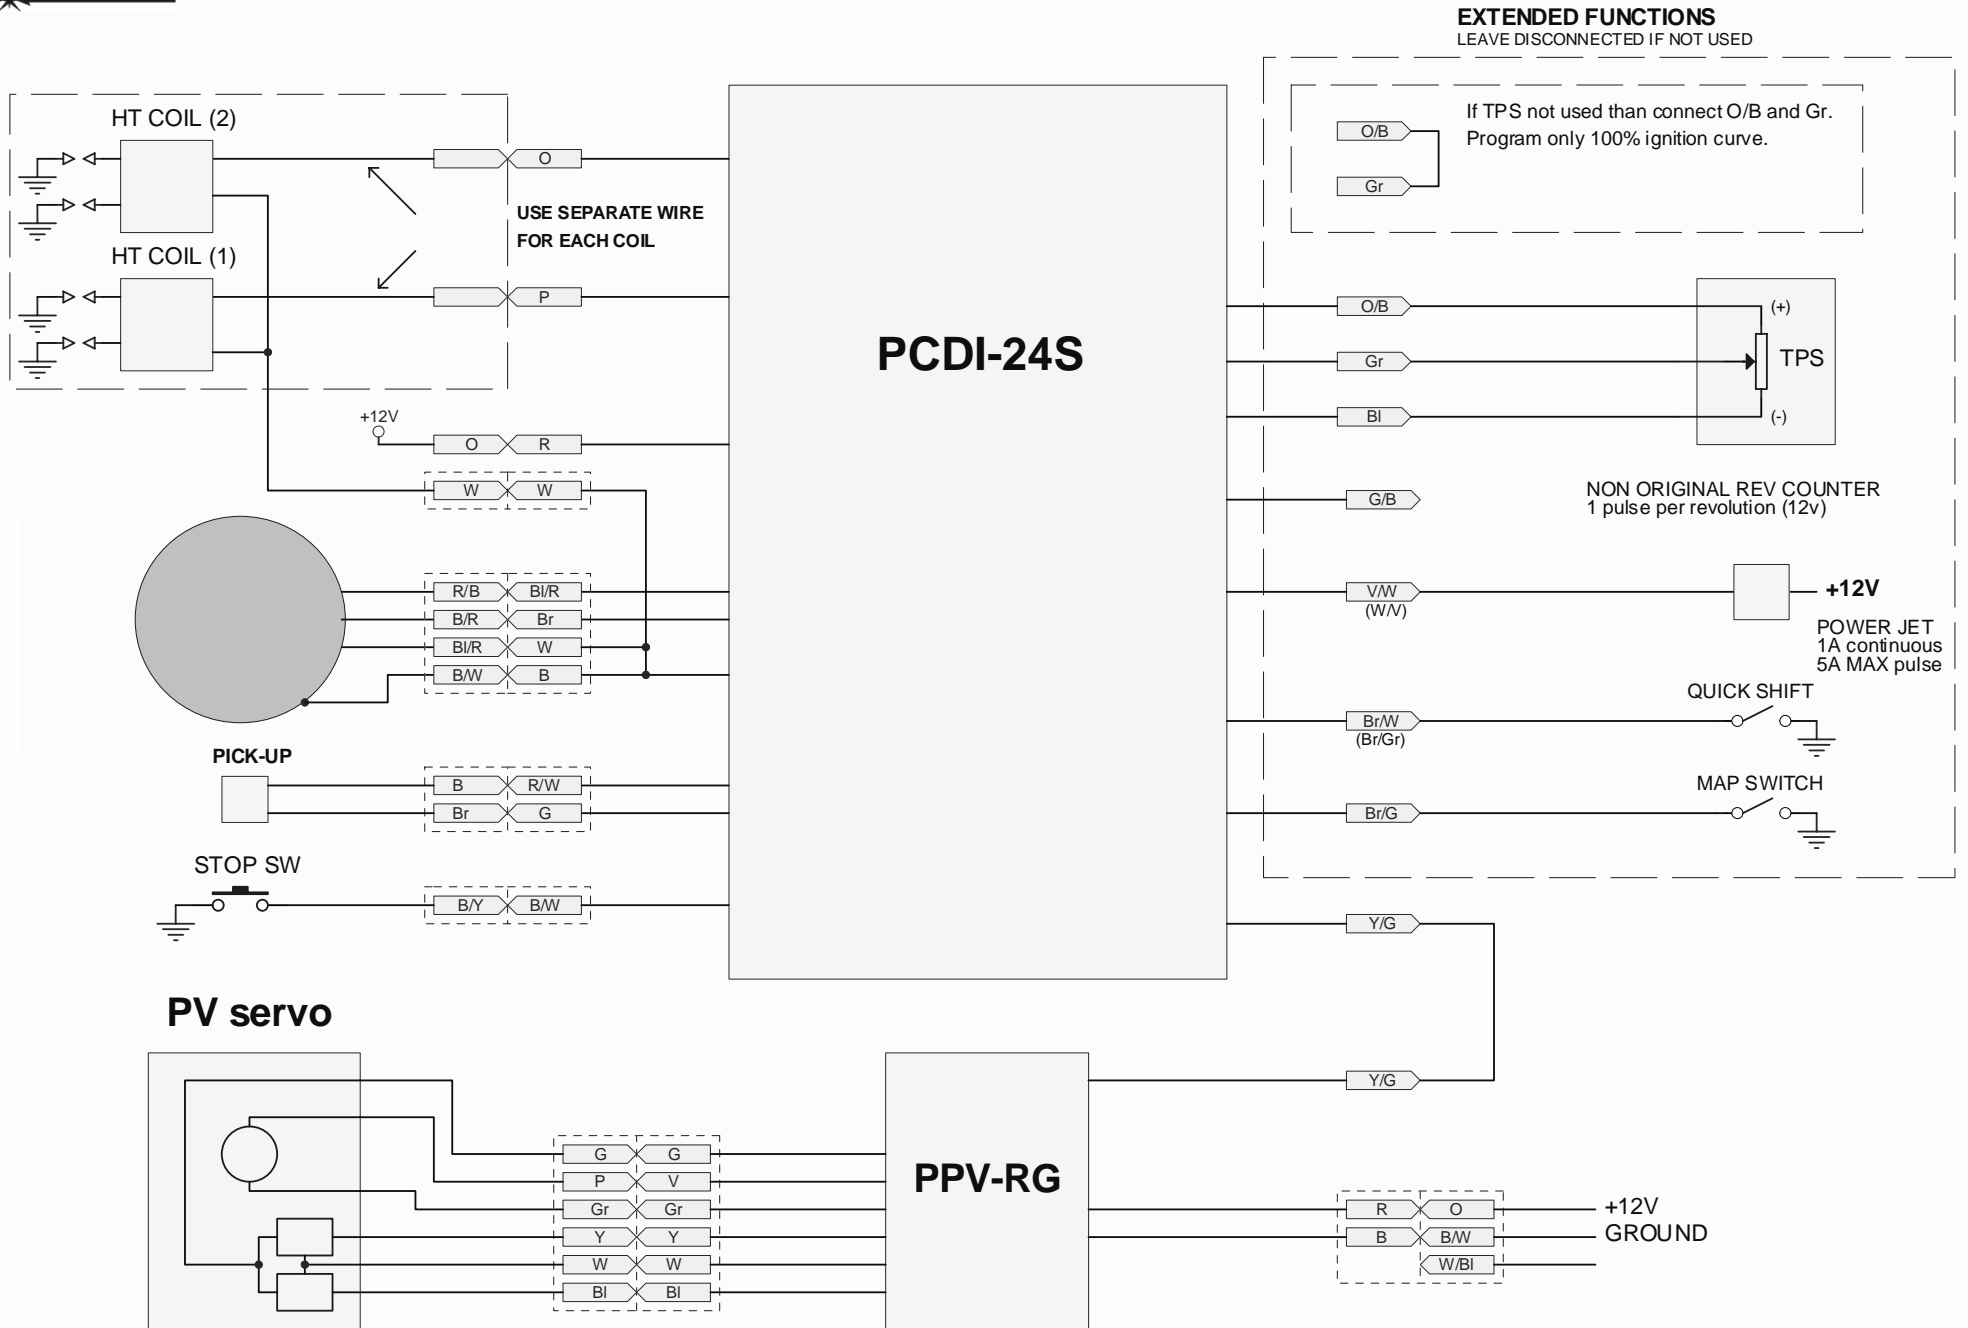 EXTENDED FUNCTIONS
LEAVE DISCONNECTED IF NOT USED
HT COIL (2)
O
USE SEPARATE WIRE
FOR EACH COIL
HT COIL (1)
P
+12V
O R
W W
R/B Bl/R
B/R Br
Bl/R W
B/W B
PICK-UP
B R/W
Br G
STOP SW
B/Y B/W
PCDI-24S
O/B
Gr
If TPS not used than connect O/B and Gr.
Program only 100% ignition curve.
O/B
(+)
Gr
TPS
Bl
(-)
G/B
NON ORIGINAL REV COUNTER
1 pulse per revolution (12v)
V/W
(W/V)
+12V
POWER JET
1A continuous
5A MAX pulse
QUICK SHIFT
Br/W
(Br/Gr)
MAP SWITCH
Br/G
Y/G
Y/G
PV servo
G G
P V
Gr Gr
Y Y
W W
Bl Bl
PPV-RG
R O +12V
B B/W GROUND
W/Bl